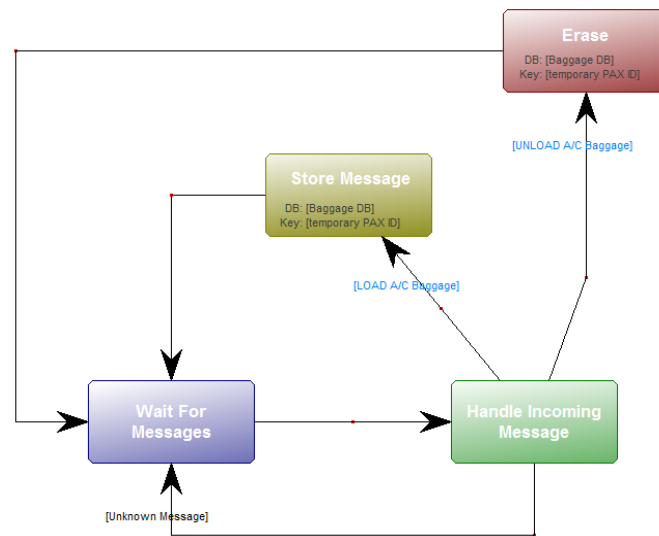 Erase
DB: [Baggage DB]
Key: [temporary PAX ID]
[UNLOAD A/C Baggage]
Store Message
DB: [Baggage DB]
Key: [temporary PAX ID]
[LOAD A/C Baggage]
Wait For
Messages
Handle Incoming
Message
[Unknown Message]